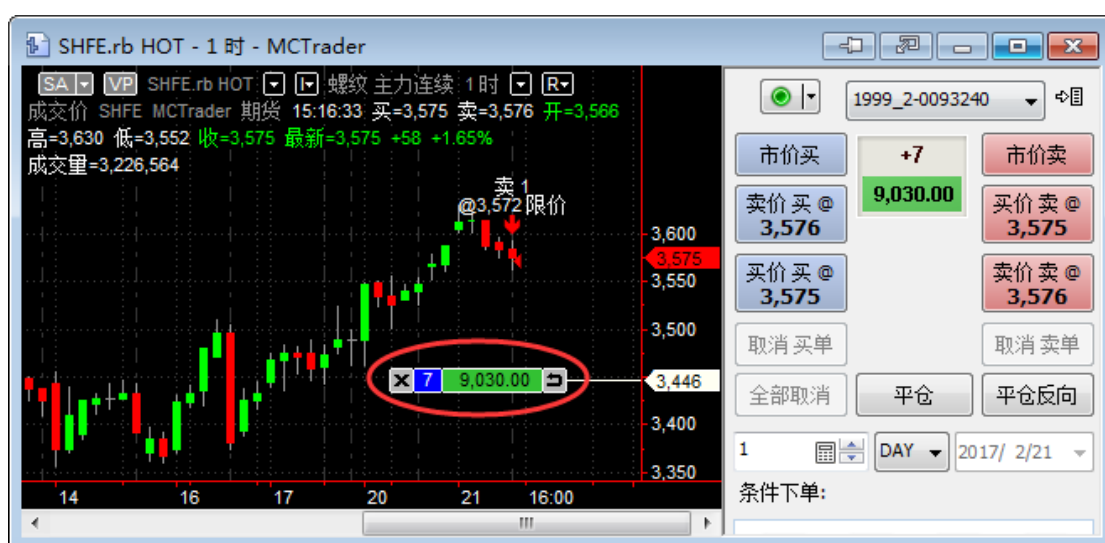 SHFE.rb HOT - 1 时 - MCTrader
SA VP SHFE.rb HOT 螺纹 主力连续 1时 R
成交价 SHFE MCTrader 期货 15:16:33 买=3,575 卖=3,576 开=3,566
高=3,630 低=3,552 收=3,575 最新=3,575 +58 +1.65%
成交量=3,226,564
卖 1
@3,572 限价
3,600
3,575
3,550
3,500
7 9,030.00
3,446
3,400
3,350
14 16 17 20 21 16:00
1999_2-0093240
市价买
+7
市价卖
9,030.00
卖价 买 @
3,576
买价 卖 @
3,575
买价 买 @
3,575
卖价 卖 @
3,576
取消 买单
取消 卖单
全部取消
平仓
平仓反向
1
DAY
2017/ 2/21
条件下单: